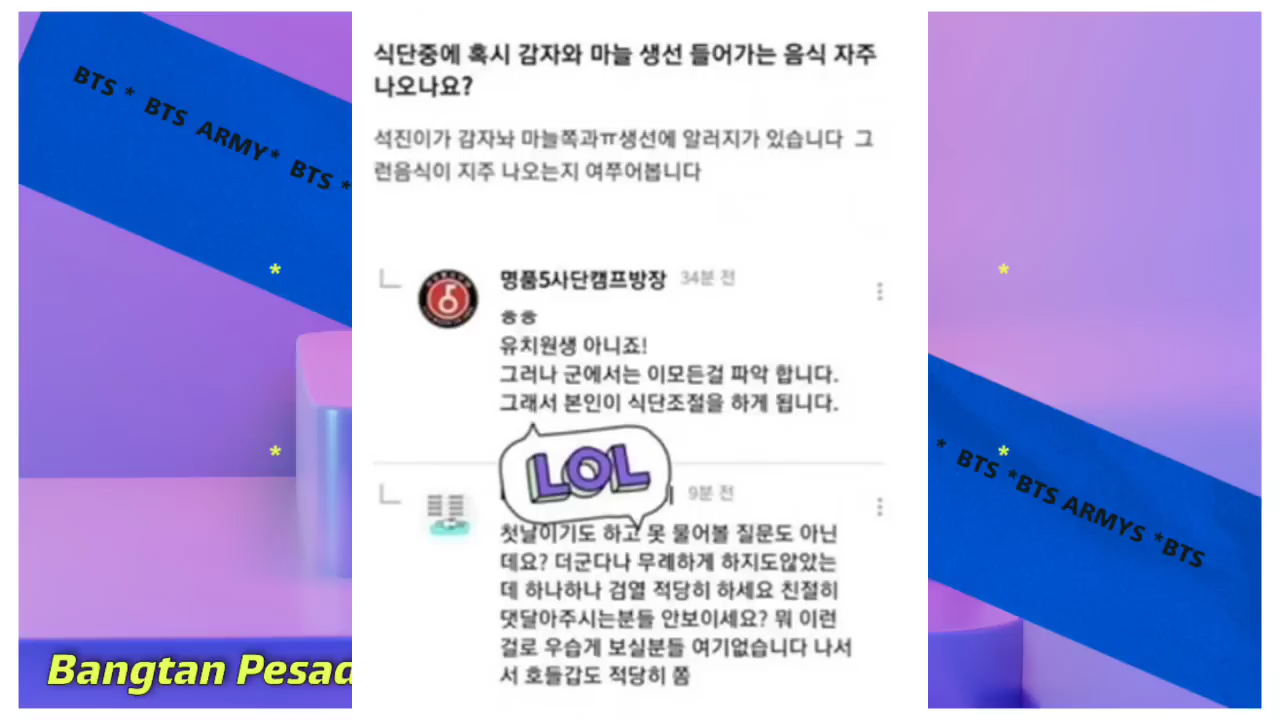 BTS * BTS ARMY* BTS *
식단중에 혹시 감자와 마늘 생선 들어가는 음식 자주
나오나요?
석진이가 감자놔 마늘쪽과ㅠ생선에 알러지가 있습니다 그
런음식이 지주 나오는지 여쭈어봅니다
명품5사단캠프방장 34분 전
ㅎㅎ
유치원생 아니죠!
그러나 군에서는 이모든걸 파악 합니다.
그래서 본인이 식단조절을 하게 됩니다.
LOL
9분 전
첫날이기도 하고 못 물어볼 질문도 아닌
데요? 더군다나 무례하게 하지도않았는
데 하나하나 검열 적당히 하세요 친절히
댓달아주시는분들 안보이세요? 뭐 이런
걸로 우습게 보실분들 여기없습니다 나서
서 호들갑도 적당히 쫌
* BTS *BTS ARMYS *BTS
Bangtan Pesad